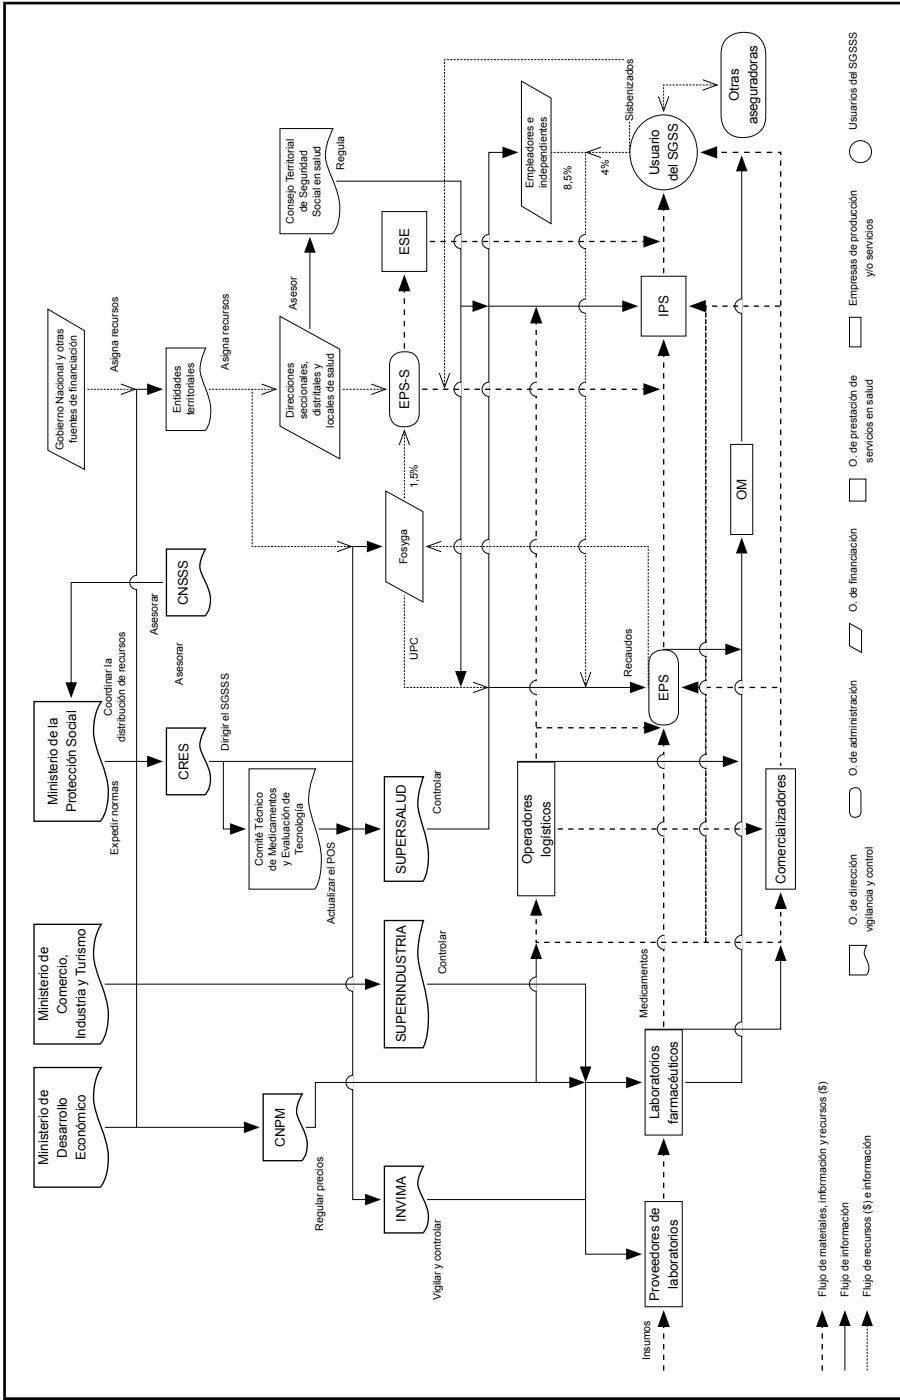 Ministerio de
Desarrollo
Económico
Ministerio de
Comercio,
Industria y Turismo
Ministerio de la
Protección Social
Gobierno Nacional y otras
fuentes de financiación
Expedir normas
Coordinar la
distribución de recursos
Asesorar
Asigna recursos
CRES
Asesorar
CNSSS
Entidades
territoriales
Dirigir el SGSSS
Asigna recursos
CNPM
Regular precios
Comité Técnico
de Medicamentos
y Evaluación de
Tecnología
Actualizar el POS
Direcciones
seccionales,
distritales y
locales de salud
Asesor
Consejo Territorial
de Seguridad
Social en salud
Regula
INVIMA
Vigilar y controlar
SUPERINDUSTRIA
Controlar
SUPERSALUD
Controlar
UPC
Fosyga
1,5%
EPS-S
ESE
Empleadores e
independientes
8,5%
4%
Sisbenizados
Operadores
logísticos
Recaudos
Insumos
Proveedores de
laboratorios
Laboratorios
farmacéuticos
Medicamentos
EPS
IPS
Usuario
del SGSS
Otras
aseguradoras
OM
Comercializadores
Flujo de materiales, información y recursos ($)
Flujo de información
Flujo de recursos ($) e información
O. de dirección
vigilancia y control
O. de administración
O. de financiación
O. de prestación de
servicios en salud
Empresas de producción
y/o servicios
Usuarios del SGSSS